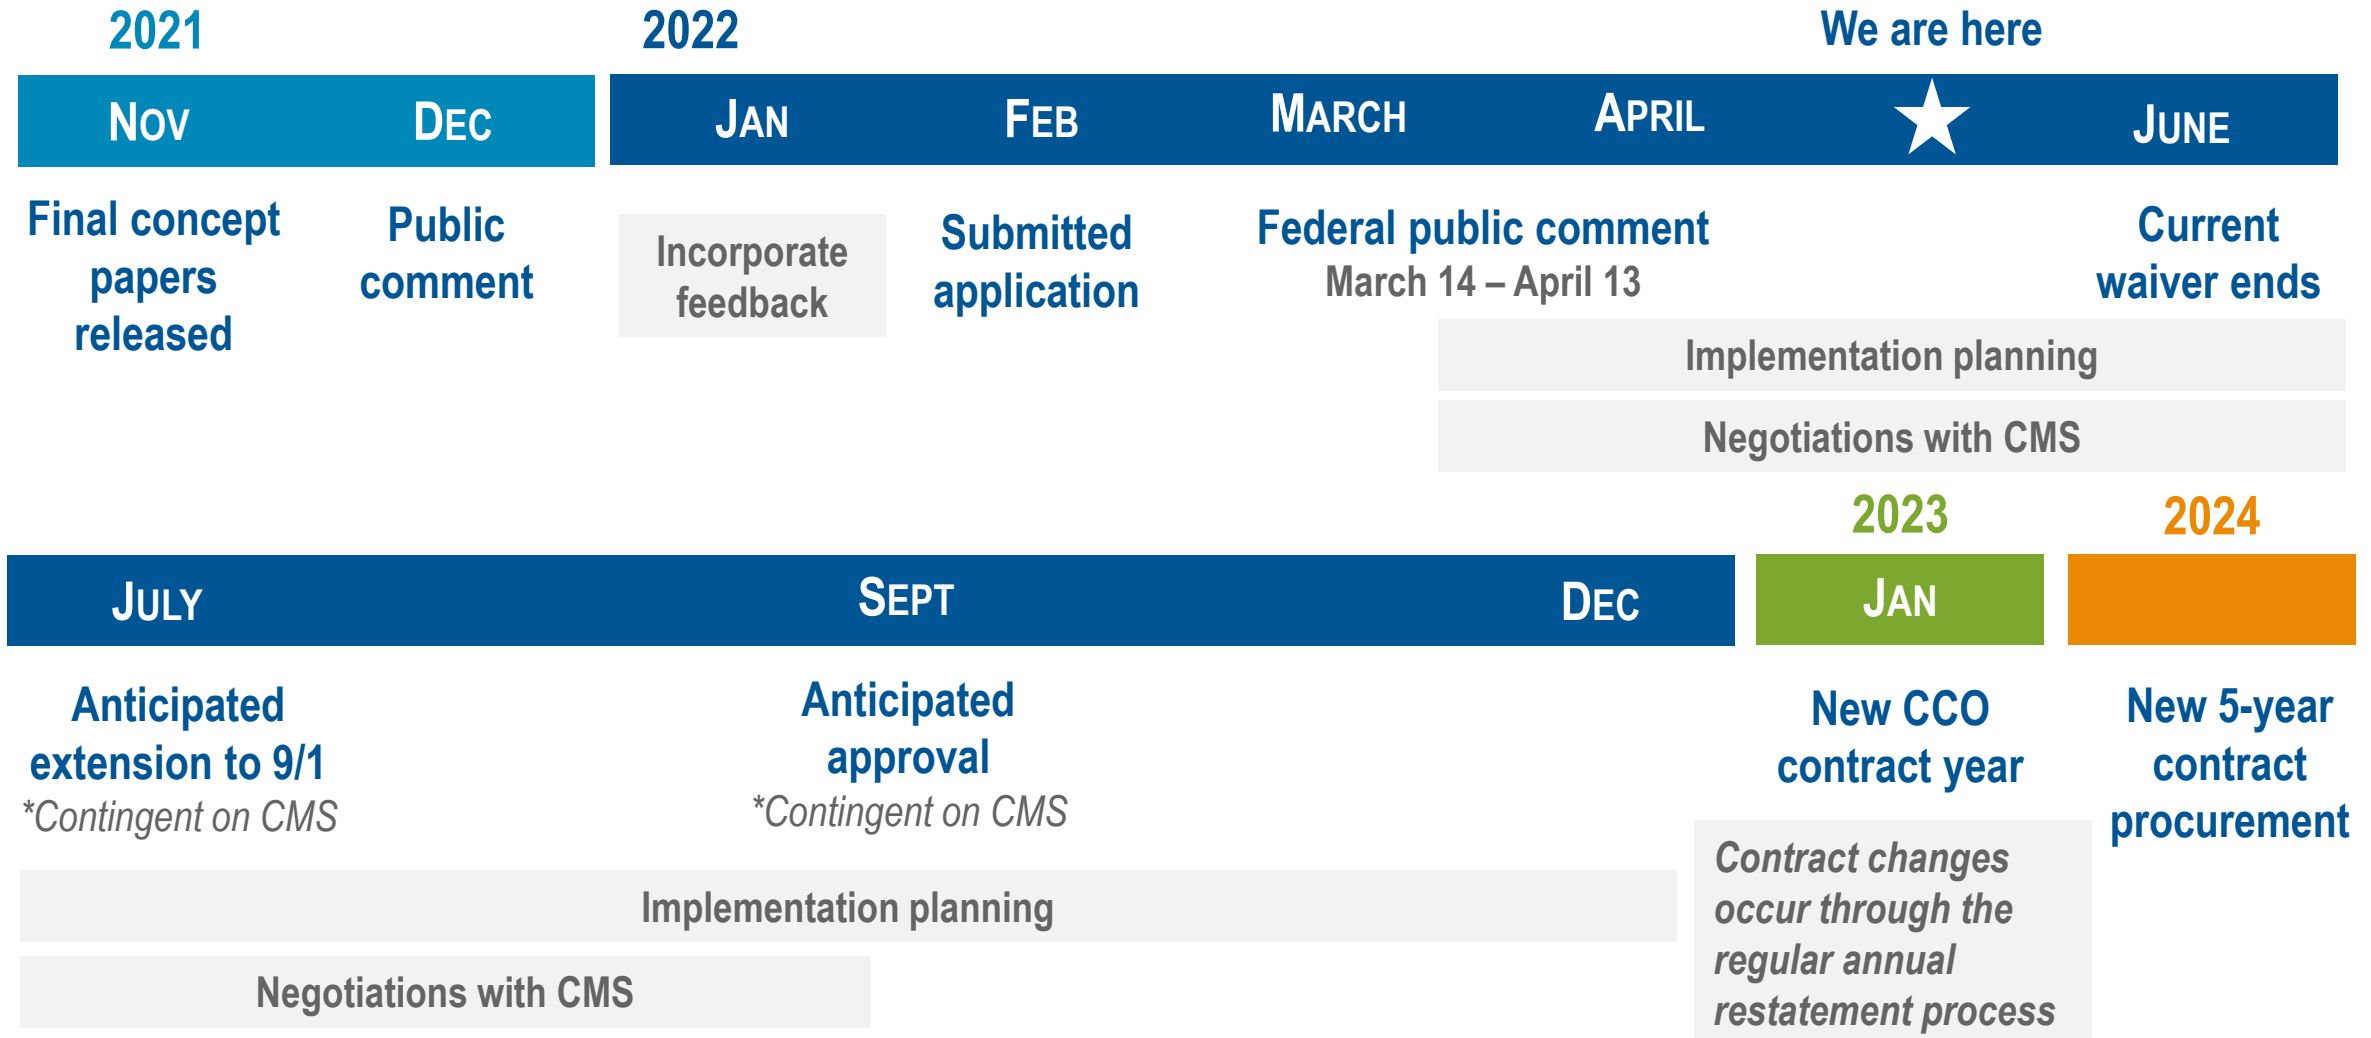 2021
2022
We are here
NOV
DEC
JAN
FEB
MARCH
APRIL
JUNE
Final concept
papers
released
Public
comment
Incorporate
feedback
Submitted
application
Federal public comment
March 14 – April 13
Current
waiver ends
Implementation planning
Negotiations with CMS
2023
2024
JULY
SEPT
DEC
JAN
Anticipated
extension to 9/1
*Contingent on CMS
Anticipated
approval
*Contingent on CMS
New CCO
contract year
New 5-year
contract
procurement
Implementation planning
Negotiations with CMS
Contract changes
occur through the
regular annual
restatement process